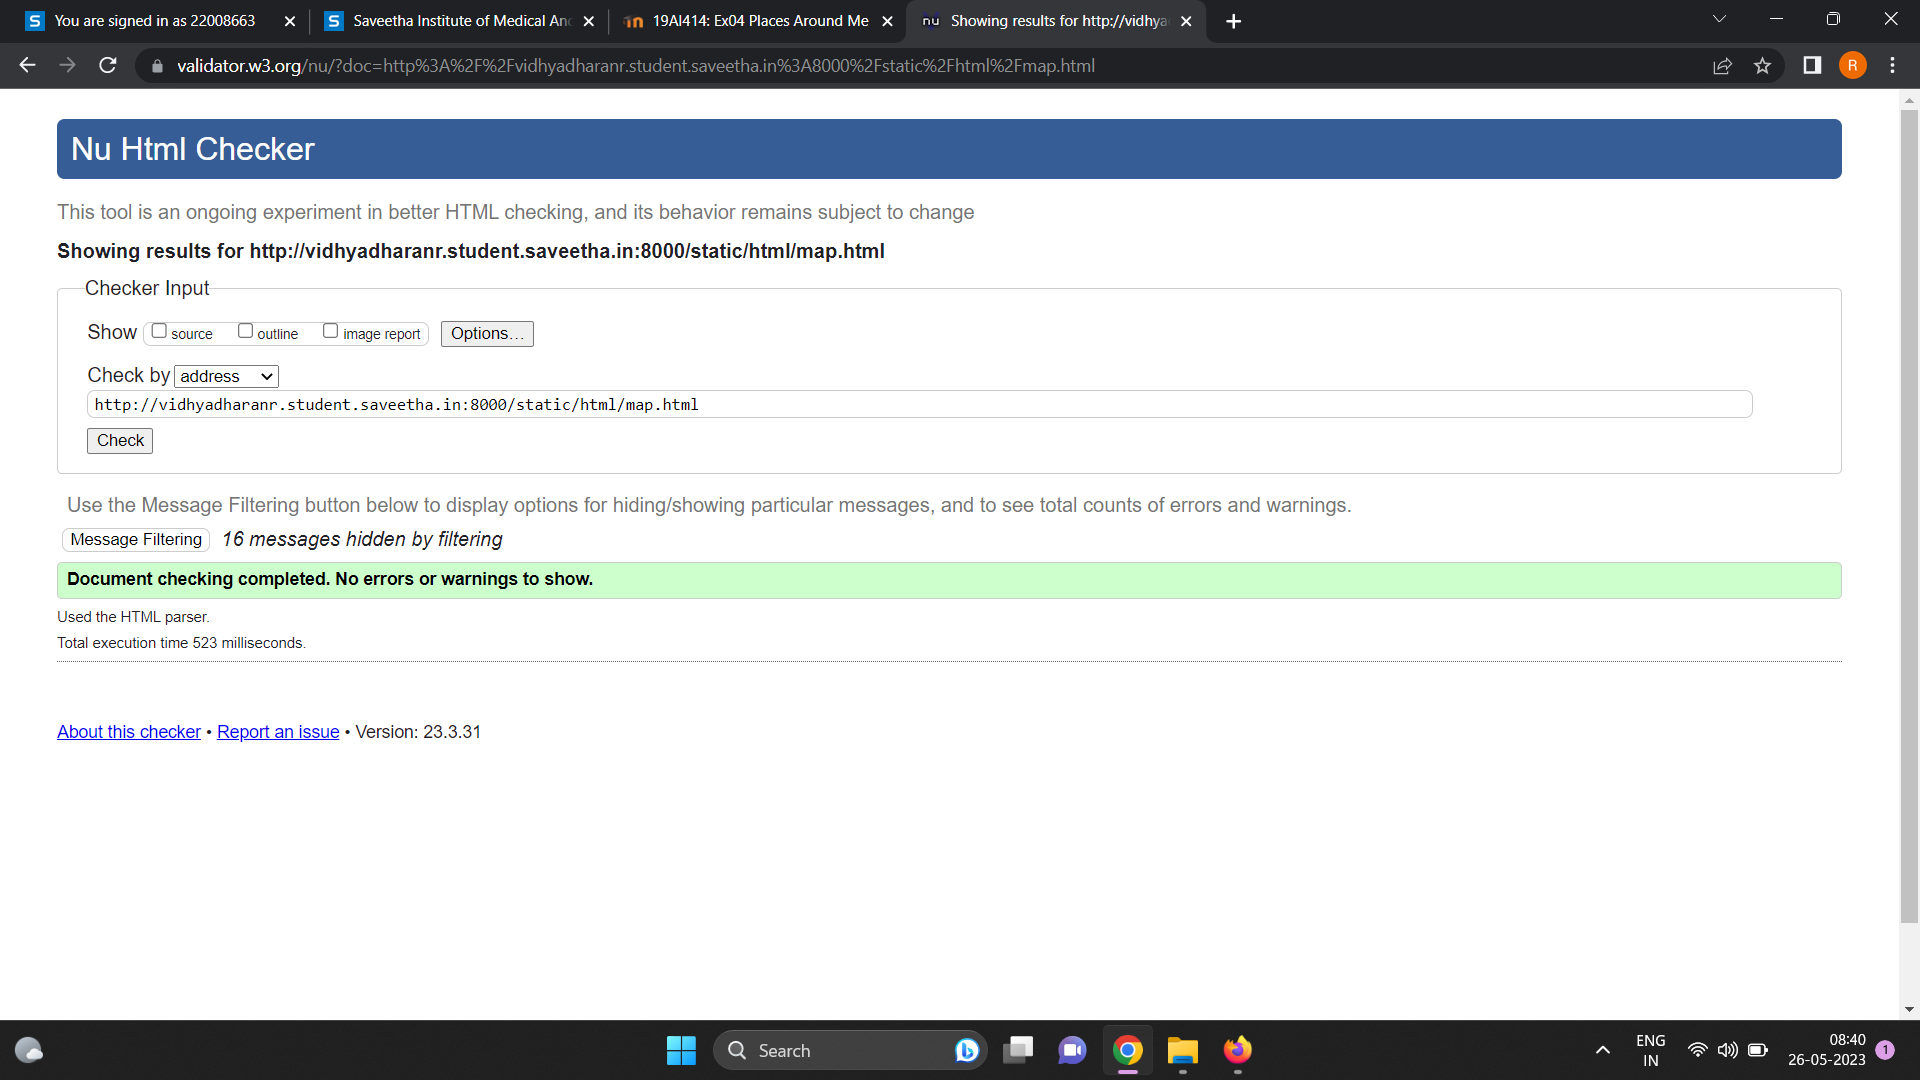 You are signed in as 22008663
Saveetha Institute of Medical And
19AI414: Ex04 Places Around Me
nu Showing results for http://vidhya
validator.w3.org/nu/?doc=http%3A%2F%2Fvidhyadharanr.student.saveetha.in%3A8000%2Fstatic%2Fhtml%2Fmap.html
R
Nu Html Checker
This tool is an ongoing experiment in better HTML checking, and its behavior remains subject to change
Showing results for http://vidhyadharanr.student.saveetha.in:8000/static/html/map.html
Checker Input
Show source outline image report Options...
Check by address
http://vidhyadharanr.student.saveetha.in:8000/static/html/map.html
Check
Use the Message Filtering button below to display options for hiding/showing particular messages, and to see total counts of errors and warnings.
Message Filtering 16 messages hidden by filtering
Document checking completed. No errors or warnings to show.
Used the HTML parser.
Total execution time 523 milliseconds.
About this checker • Report an issue • Version: 23.3.31
Search
ENG
IN
08:40
26-05-2023
1